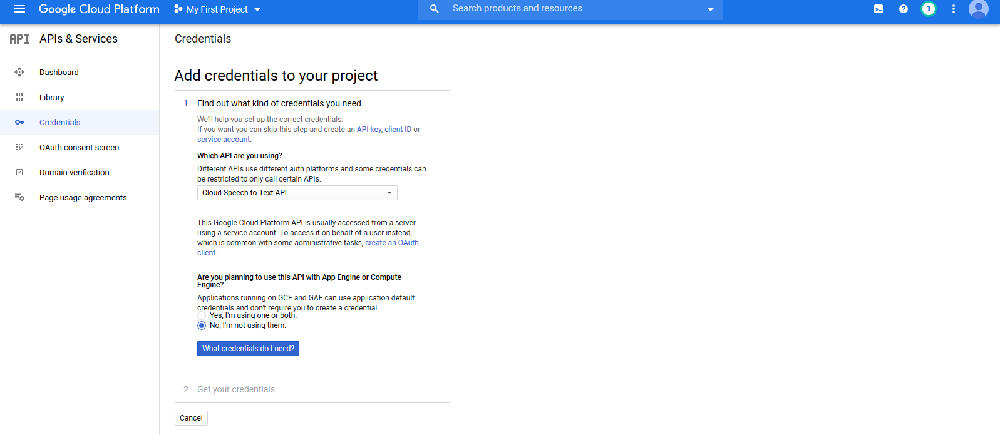 Google Cloud Platform
My First Project
Search products and resources
1
API
APIs & Services
Credentials
Dashboard
Library
Credentials
OAuth consent screen
Domain verification
Page usage agreements
Add credentials to your project
1 Find out what kind of credentials you need
We'll help you set up the correct credentials.
If you want you can skip this step and create an API key, client ID or
service account.
Which API are you using?
Different APIs use different auth platforms and some credentials can
be restricted to only call certain APIs.
Cloud Speech-to-Text API
This Google Cloud Platform API is usually accessed from a server
using a service account. To access it on behalf of a user instead,
which is common with some administrative tasks, create an OAuth
client.
Are you planning to use this API with App Engine or Compute
Engine?
Applications running on GCE and GAE can use application default
credentials and don't require you to create a credential.
Yes, I'm using one or both.
No, I'm not using them.
What credentials do I need?
2 Get your credentials
Cancel